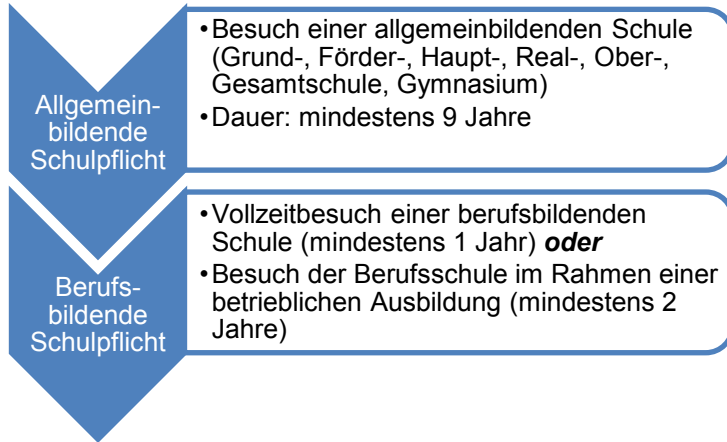 Allgemein-
bildende
Schulpflicht
•Besuch einer allgemeinbildenden Schule
(Grund-, Förder-, Haupt-, Real-, Ober-,
Gesamtschule, Gymnasium)
•Dauer: mindestens 9 Jahre
Berufs-
bildende
Schulpflicht
•Vollzeitbesuch einer berufsbildenden
Schule (mindestens 1 Jahr) oder
•Besuch der Berufsschule im Rahmen einer
betrieblichen Ausbildung (mindestens 2
Jahre)